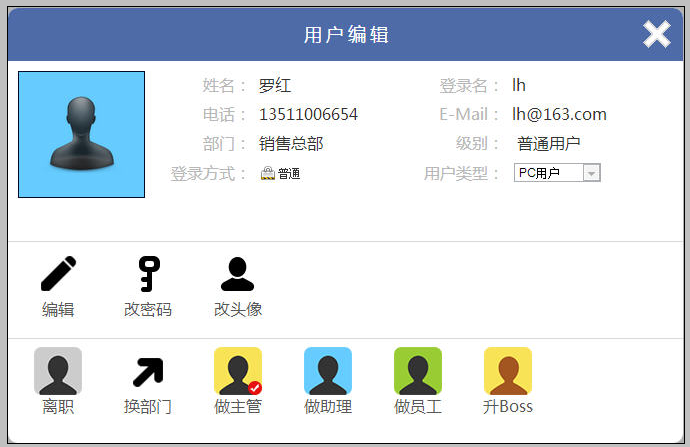 用户编辑
姓名： 罗红 登录名： lh
电话： 13511006654 E-Mail： lh@163.com
部门： 销售总部 级别： 普通用户
登录方式： 普通 用户类型： PC用户
编辑 改密码 改头像
离职 换部门 做主管 做助理 做员工 升Boss